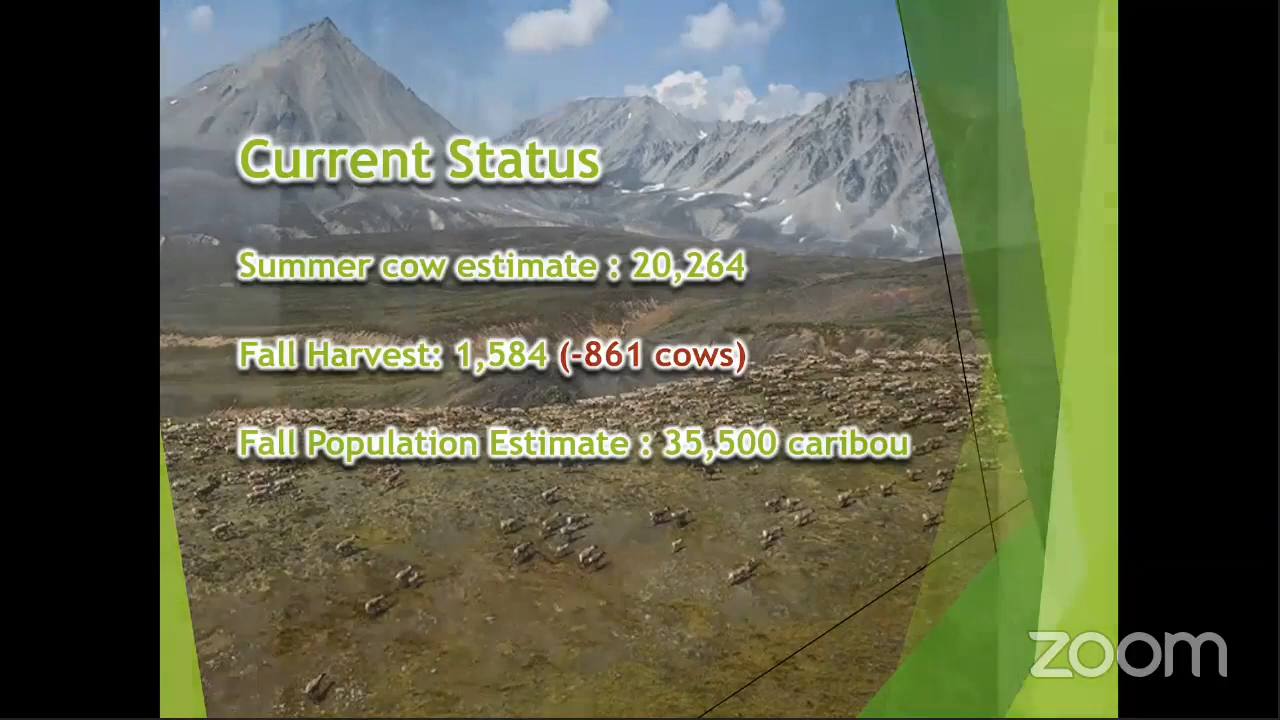 Current Status
Summer cow estimate : 20,264
Fall Harvest: 1,584 (-861 cows)
Fall Population Estimate : 35,500 caribou
zoom